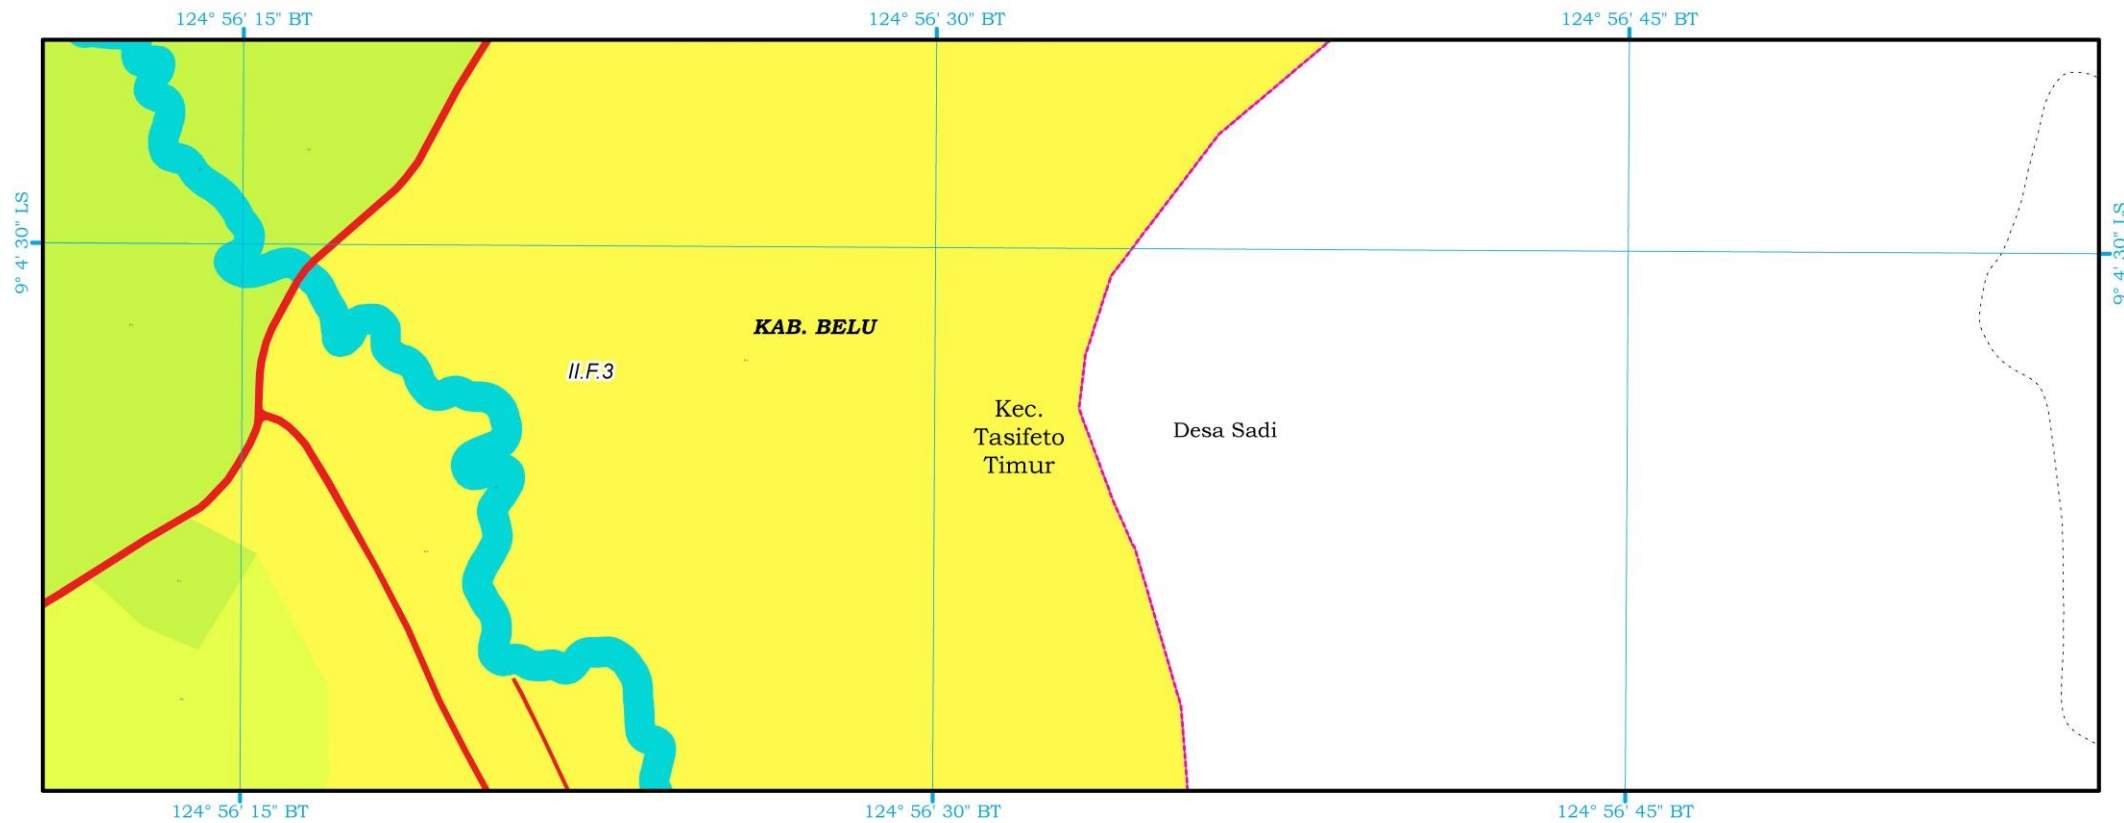 124° 56' 15" BT
124° 56' 30" BT
124° 56' 45" BT
9° 4' 30" LS
9° 4' 30" LS
KAB. BELU
II.F.3
Kec.
Tasifeto
Timur
Desa Sadi
124° 56' 15" BT
124° 56' 30" BT
124° 56' 45" BT